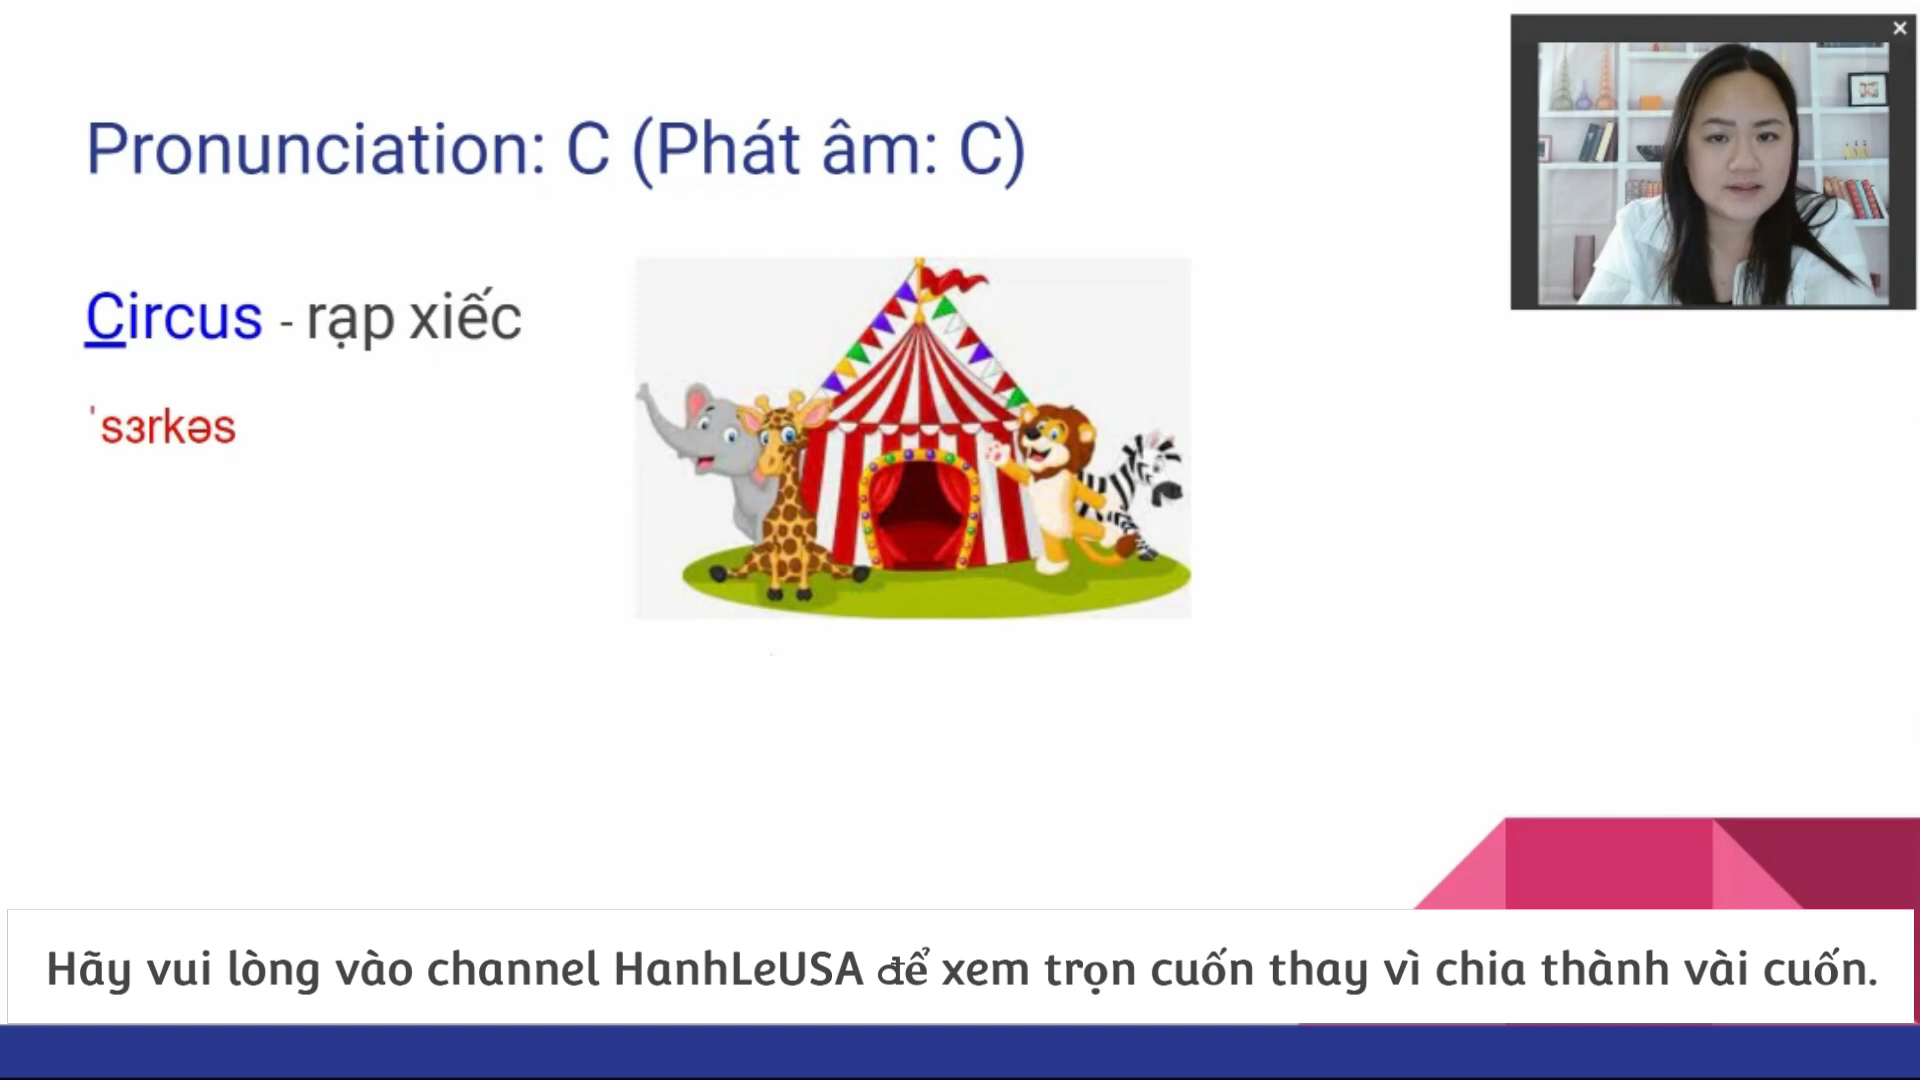 Pronunciation: C (Phát âm: C)
Circus - rạp xiếc
ˈsɜrkəs
Hãy vui lòng vào channel HanhLeUSA để xem trọn cuốn thay vì chia thành vài cuốn.